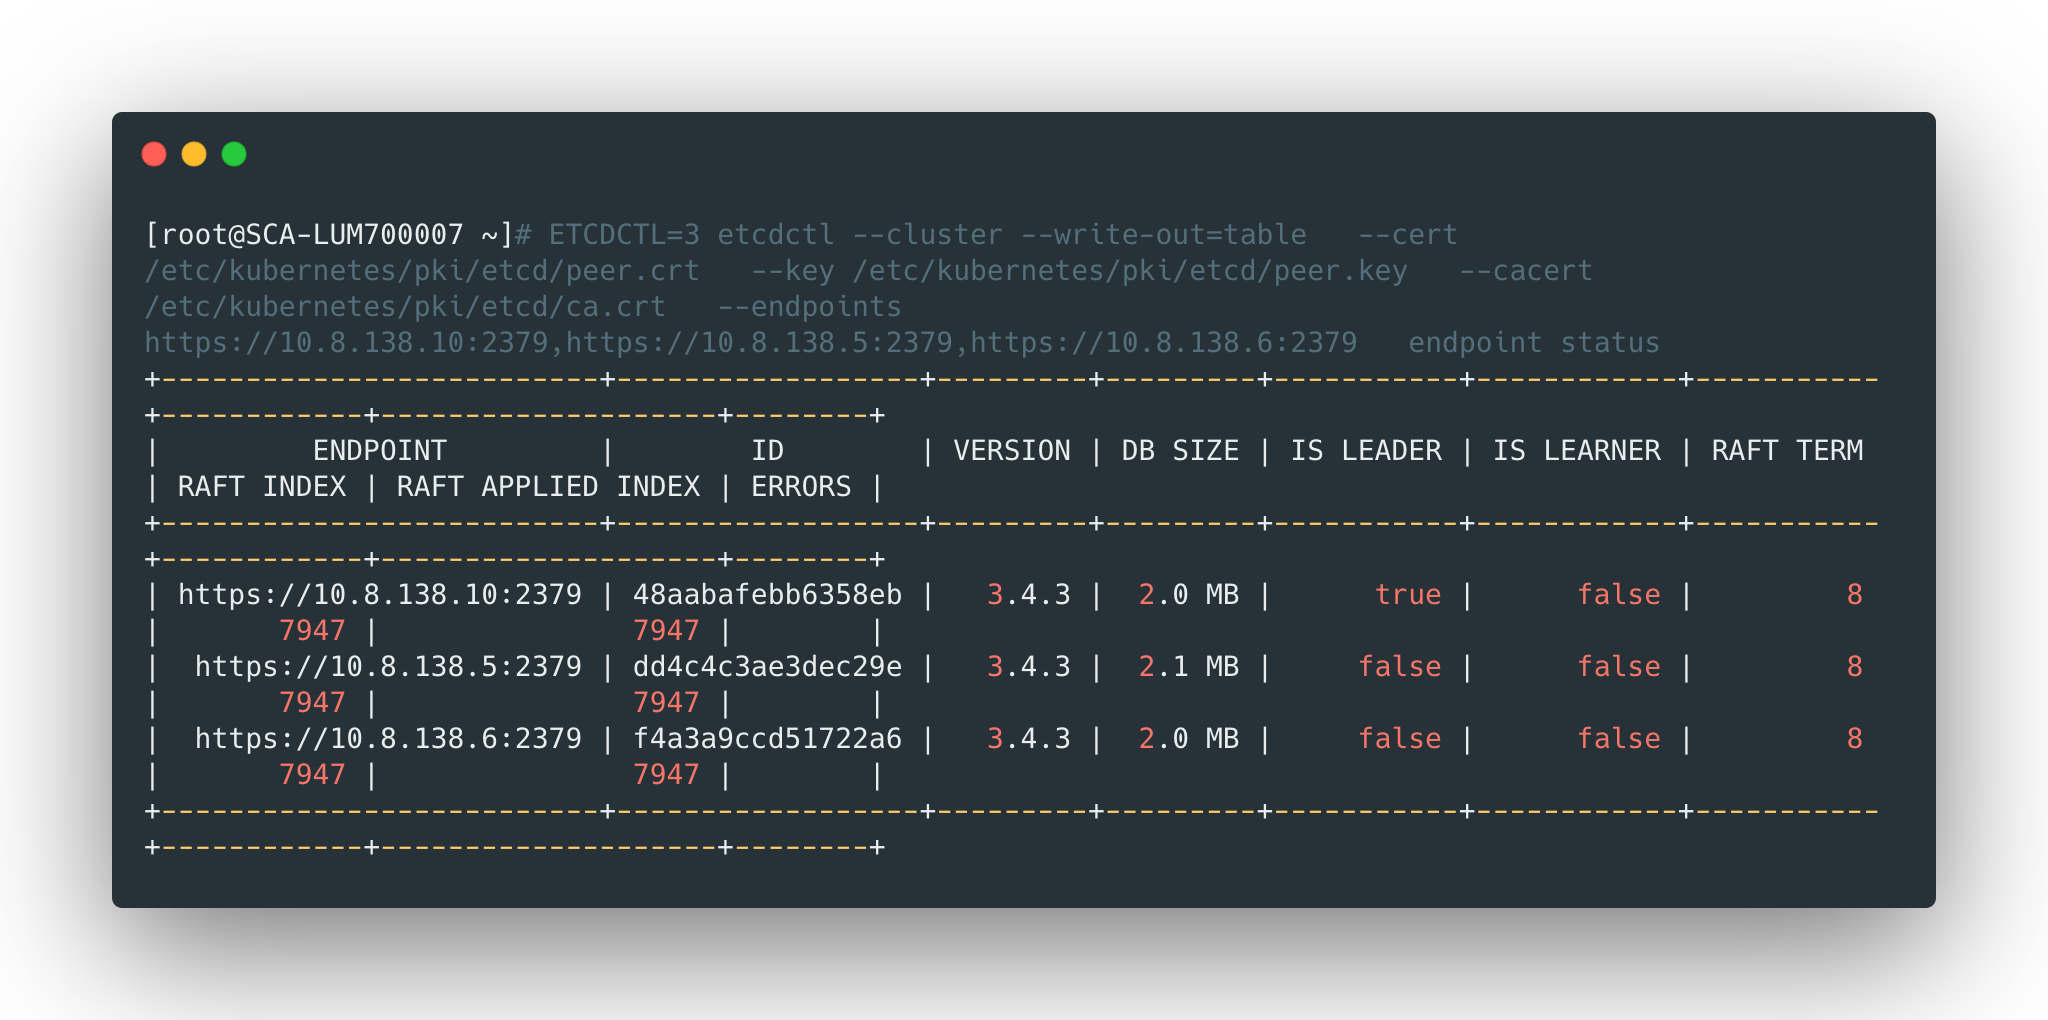 [root@SCA-LUM700007 ~]# ETCDCTL=3 etcdctl --cluster --write-out=table   --cert
/etc/kubernetes/pki/etcd/peer.crt   --key /etc/kubernetes/pki/etcd/peer.key   --cacert
/etc/kubernetes/pki/etcd/ca.crt   --endpoints
https://10.8.138.10:2379,https://10.8.138.5:2379,https://10.8.138.6:2379   endpoint status
+--------------------------+------------------+---------+---------+-----------+------------+-----------
+------------+--------------------+--------+
|         ENDPOINT         |        ID        | VERSION | DB SIZE | IS LEADER | IS LEARNER | RAFT TERM
| RAFT INDEX | RAFT APPLIED INDEX | ERRORS |
+--------------------------+------------------+---------+---------+-----------+------------+-----------
+------------+--------------------+--------+
| https://10.8.138.10:2379 | 48aabafebb6358eb |   3.4.3 |  2.0 MB |      true |      false |         8
|       7947 |               7947 |        |
|  https://10.8.138.5:2379 | dd4c4c3ae3dec29e |   3.4.3 |  2.1 MB |     false |      false |         8
|       7947 |               7947 |        |
|  https://10.8.138.6:2379 | f4a3a9ccd51722a6 |   3.4.3 |  2.0 MB |     false |      false |         8
|       7947 |               7947 |        |
+--------------------------+------------------+---------+---------+-----------+------------+-----------
+------------+--------------------+--------+